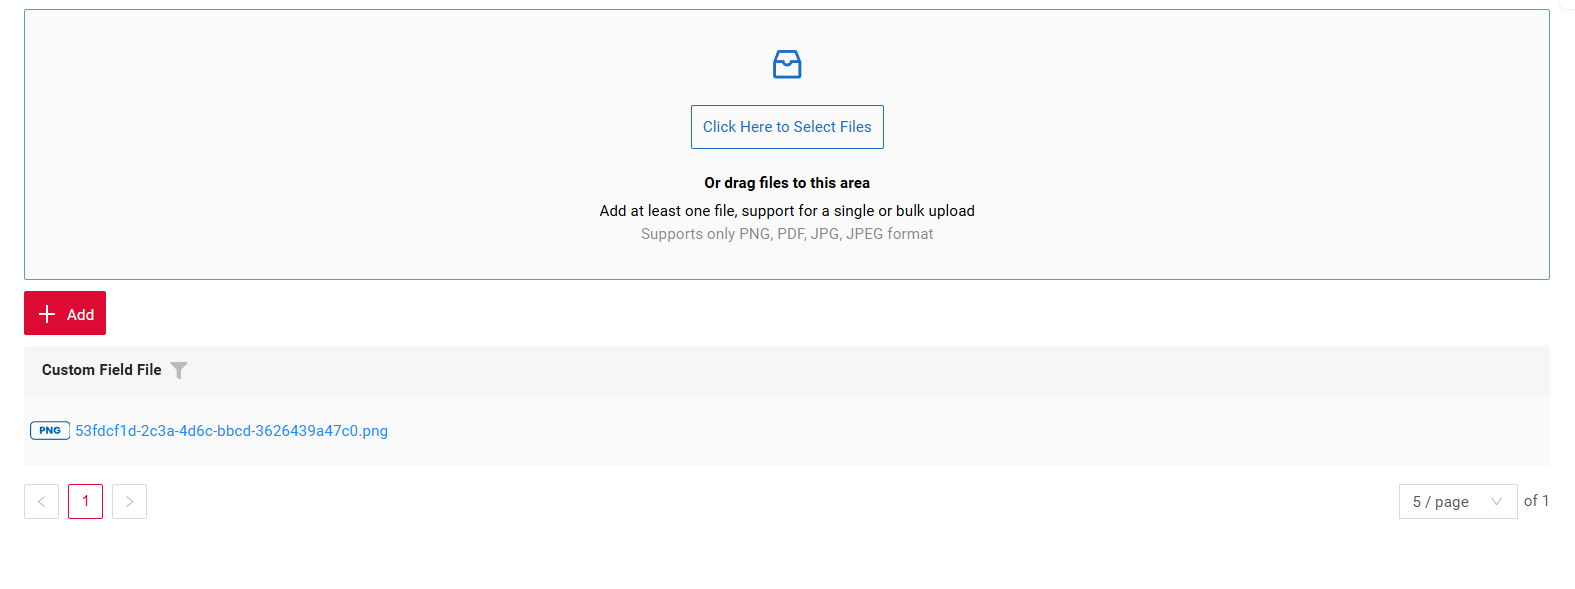 Click Here to Select Files
Or drag files to this area
Add at least one file, support for a single or bulk upload
Supports only PNG, PDF, JPG, JPEG format
Add
Custom Field File
PNG 53fdcf1d-2c3a-4d6c-bbcd-3626439a47c0.png
1
5 / page of 1